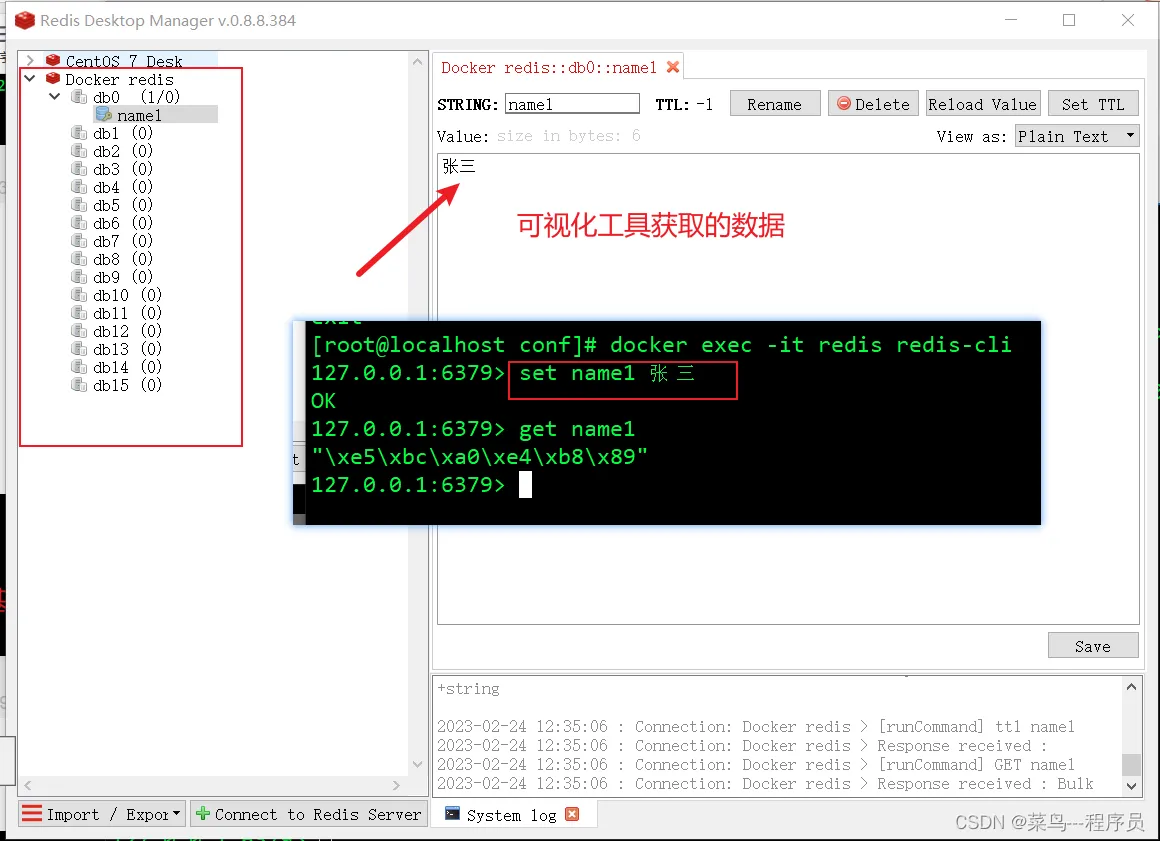 Redis Desktop Manager v.0.8.8.384
CentOS 7 Desk
Docker redis
db0 (1/0)
name1
db1 (0)
db2 (0)
db3 (0)
db4 (0)
db5 (0)
db6 (0)
db7 (0)
db8 (0)
db9 (0)
db10 (0)
db11 (0)
db12 (0)
db13 (0)
db14 (0)
db15 (0)
Import / Expor
Connect to Redis Server
Docker redis::db0::name1
STRING: name1 TTL: -1 Rename Delete Reload Value Set TTL
Value: size in bytes: 6 View as: Plain Text
张三
可视化工具获取的数据
exit
[root@localhost conf]# docker exec -it redis redis-cli
127.0.0.1:6379> set name1 张三
OK
127.0.0.1:6379> get name1
"\xe5\xbc\xa0\xe4\xb8\x89"
127.0.0.1:6379>
Save
+string
2023-02-24 12:35:06 : Connection: Docker redis > [runCommand] ttl name1
2023-02-24 12:35:06 : Connection: Docker redis > Response received :
2023-02-24 12:35:06 : Connection: Docker redis > [runCommand] GET name1
2023-02-24 12:35:06 : Connection: Docker redis > Response received : Bulk
System log
CSDN @菜鸟---程序员